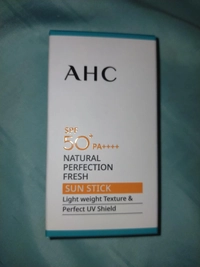 AHC
SPF
50+ PA++++
NATURAL
PERFECTION
FRESH
SUN STICK
Light weight Texture &
Perfect UV Shield